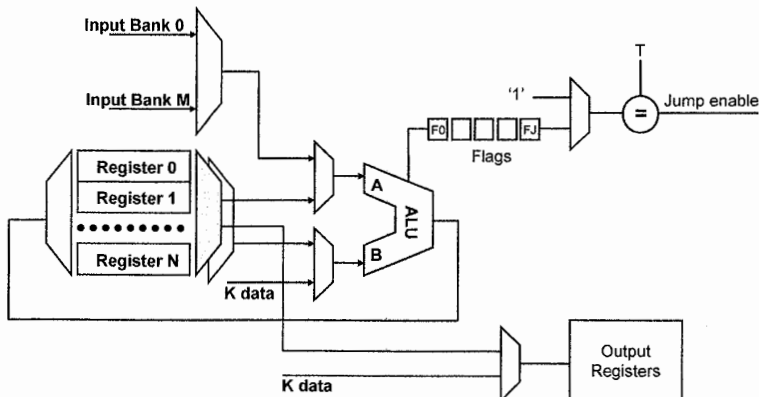 Input Bank 0
Input Bank M
Register 0
Register 1
Register N
K data
A
B
ALU
F0
FJ
Flags
'1'
T
=
Jump enable
K data
Output
Registers